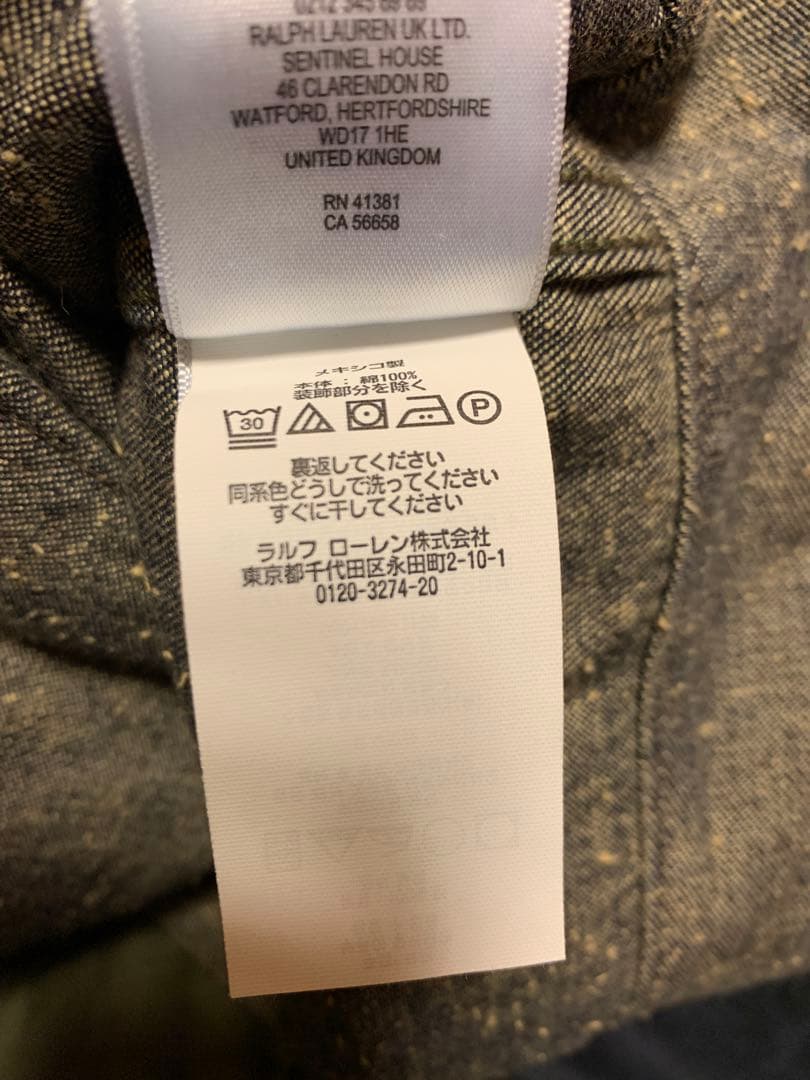 RALPH LAUREN UK LTD.
SENTINEL HOUSE
46 CLARENDON RD
WATFORD, HERTFORDSHIRE
WD17 1HE
UNITED KINGDOM
RN 41381
CA 56658
メキシコ製
本体 : 綿100%
装飾部分を除く
30 P
裏返してください
同系色どうしで洗ってください
すぐに干してください
ラルフ ローレン株式会社
東京都千代田区永田町2-10-1
0120-3274-20